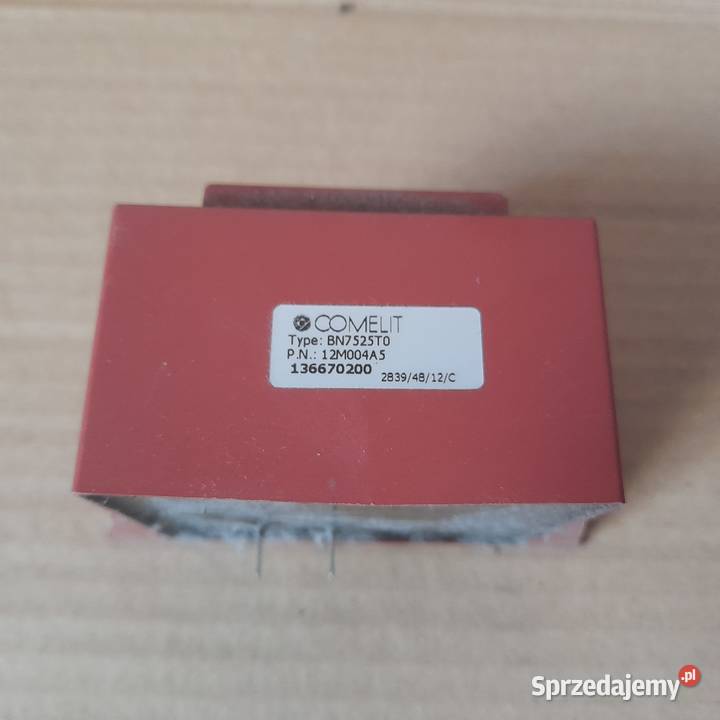 COMELIT
Type: BN7525T0
P.N.: 12M004A5
136670200 2839/48/12/C
Sprzedajemy.pl